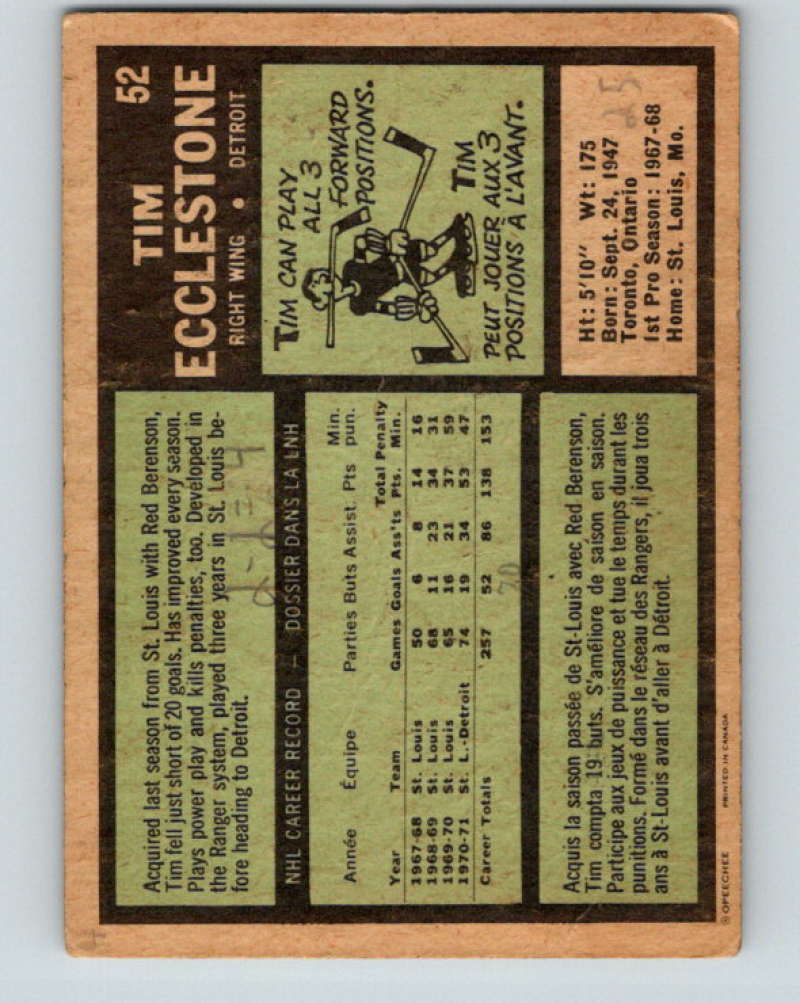 52
TIM
ECCLESTONE
RIGHT WING • DETROIT
TIM CAN PLAY
ALL 3
FORWARD
POSITIONS.
TIM
PEUT JOUER AUX 3
POSITIONS À L'AVANT.
25
Ht: 5'10" Wt: 175
Born: Sept. 24, 1947
Toronto, Ontario
1st Pro Season: 1967-68
Home: St. Louis, Mo.
Acquired last season from St. Louis with Red Berenson,
Tim fell just short of 20 goals. Has improved every season.
Plays power play and kills penalties, too. Developed in
the Ranger system, played three years in St. Louis be-
fore heading to Detroit.
NHL CAREER RECORD — DOSSIER DANS LA LNH
Année Équipe Parties Buts Assist. Pts Min. pun.
Year Team Games Goals Ass'ts Total Pts. Penalty Min.
1967-68 St. Louis 50 6 8 14 16
1968-69 St. Louis 68 11 23 34 31
1969-70 St. Louis 65 16 21 37 59
1970-71 St. L.-Detroit 74 19 34 53 47
Career Totals 257 52 86 138 153
Acquis la saison passée de St-Louis avec Red Berenson,
Tim compta 19 buts. S'améliore de saison en saison.
Participe aux jeux de puissance et tue le temps durant les
punitions. Formé dans le réseau des Rangers, il joua trois
ans à St-Louis avant d'aller à Détroit.
© OPEECHEE PRINTED IN CANADA